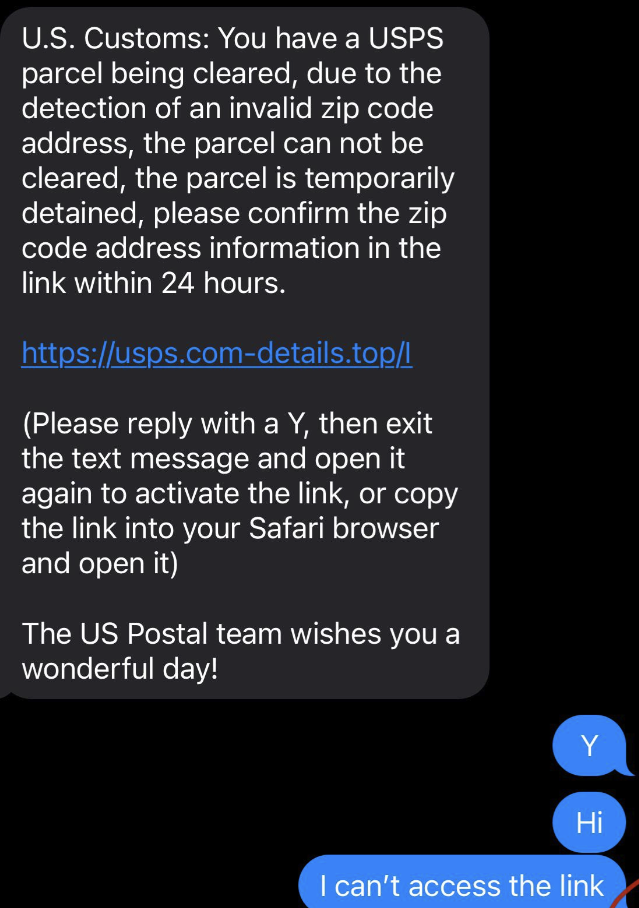 U.S. Customs: You have a USPS
parcel being cleared, due to the
detection of an invalid zip code
address, the parcel can not be
cleared, the parcel is temporarily
detained, please confirm the zip
code address information in the
link within 24 hours.
https://usps.com-details.top/l
(Please reply with a Y, then exit
the text message and open it
again to activate the link, or copy
the link into your Safari browser
and open it)
The US Postal team wishes you a
wonderful day!
Y
Hi
I can’t access the link